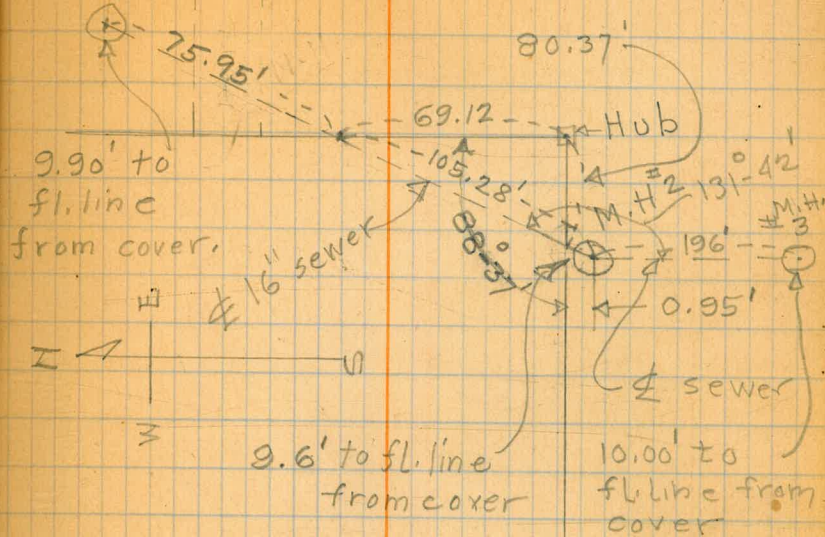 75.95'
80.37'
69.12
Hub
9.90' to
fl. line
from cover.
105.28'
M.H #2
131°-42'
M.H.
#3
88°-37'
196'
℄ 16" sewer
0.95'
E
N
S
W
℄ sewer
9.6' to fl. line
from cover
10.00' to
fl. line from
cover